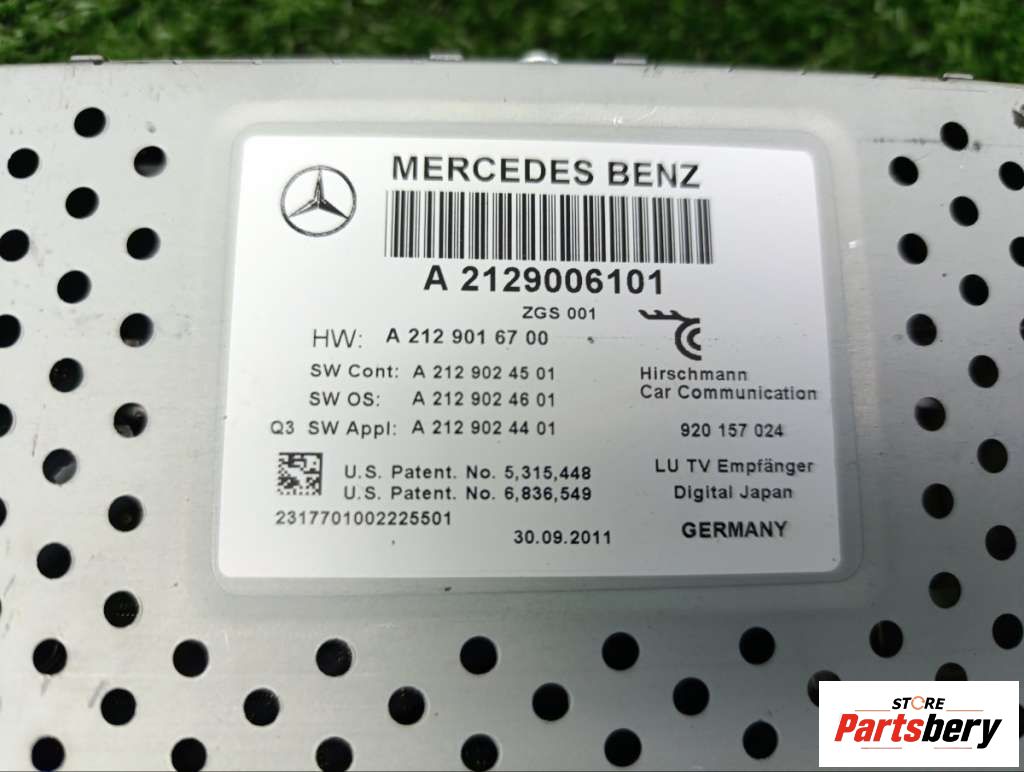 MERCEDES BENZ
A 2129006101
ZGS 001
HW: A 212 901 67 00
SW Cont: A 212 902 45 01
SW OS: A 212 902 46 01
Q3 SW Appl: A 212 902 44 01
U.S. Patent. No. 5,315,448
U.S. Patent. No. 6,836,549
2317701002225501
30.09.2011
Hirschmann
Car Communication
920 157 024
LU TV Empfänger
Digital Japan
GERMANY
STORE
Partsbery